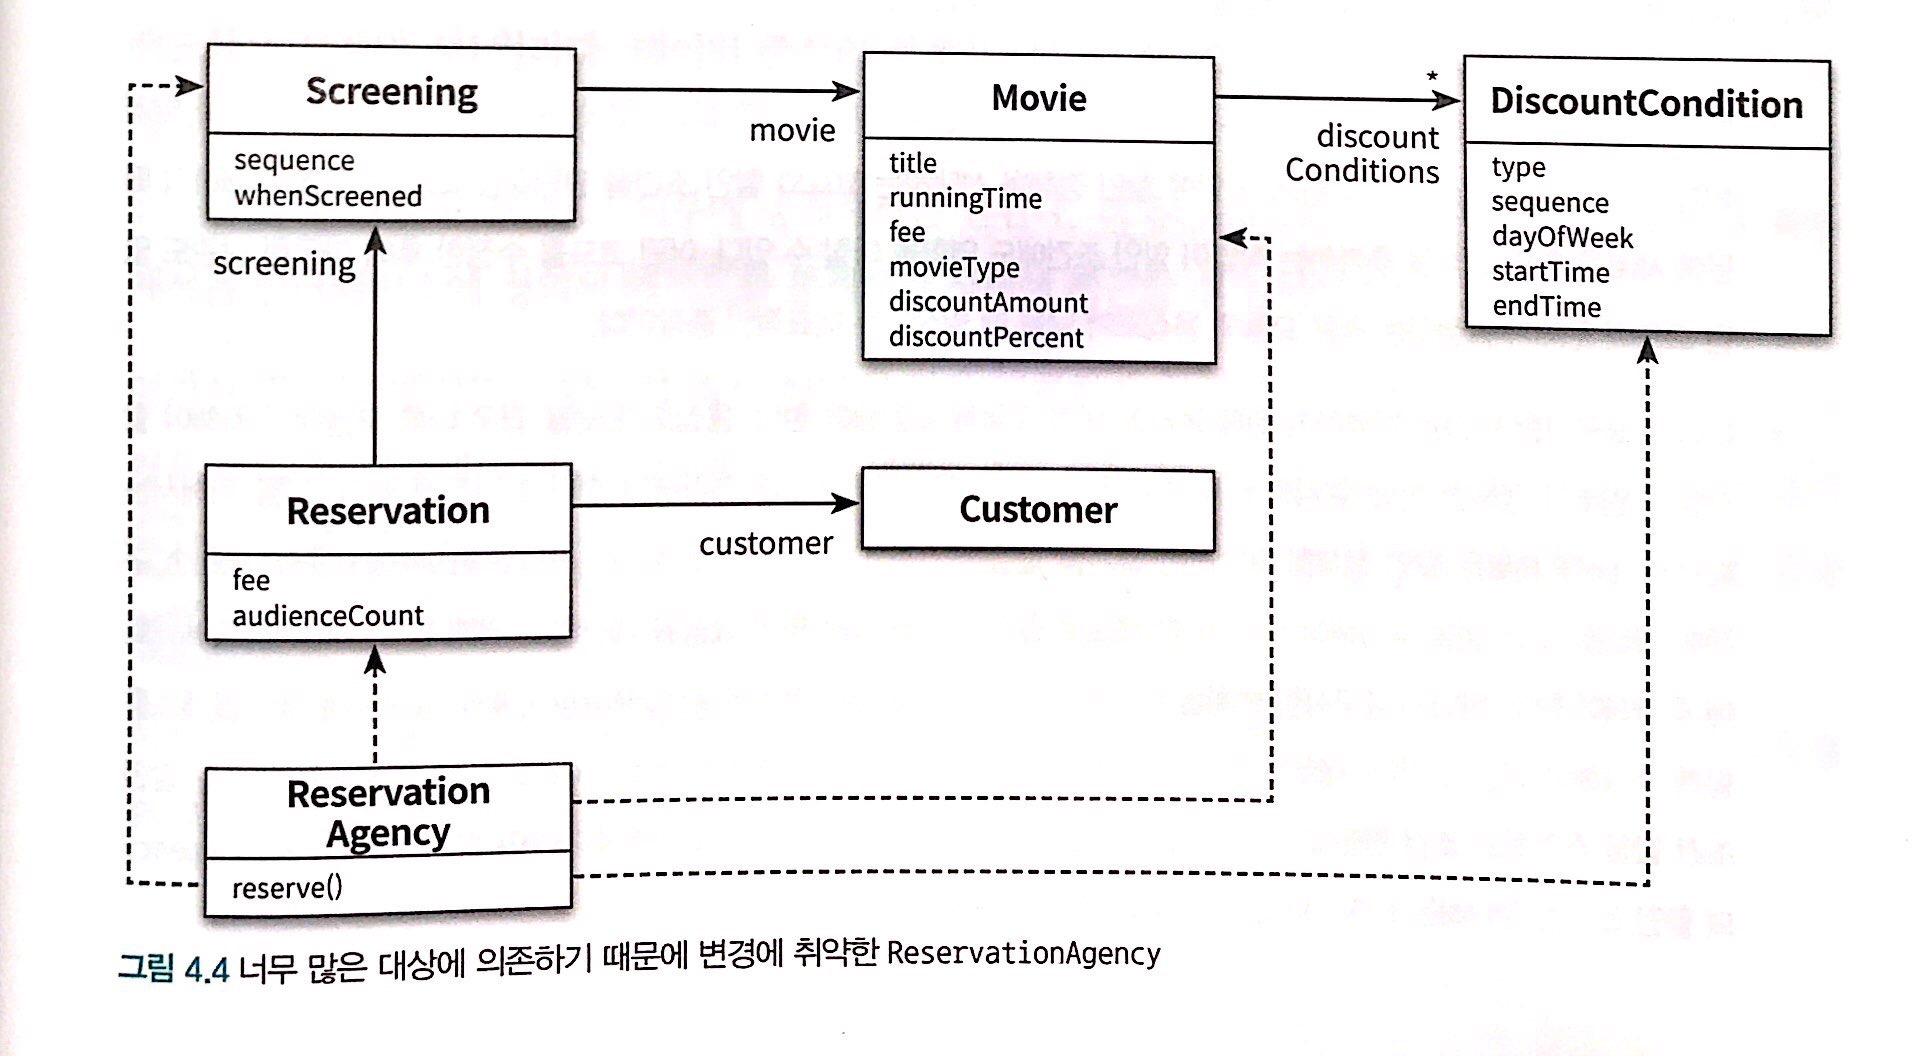 Screening
sequence
whenScreened
movie
Movie
title
runningTime
fee
movieType
discountAmount
discountPercent
*
discount
Conditions
DiscountCondition
type
sequence
dayOfWeek
startTime
endTime
screening
Reservation
fee
audienceCount
customer
Customer
Reservation
Agency
reserve()
그림 4.4 너무 많은 대상에 의존하기 때문에 변경에 취약한 ReservationAgency